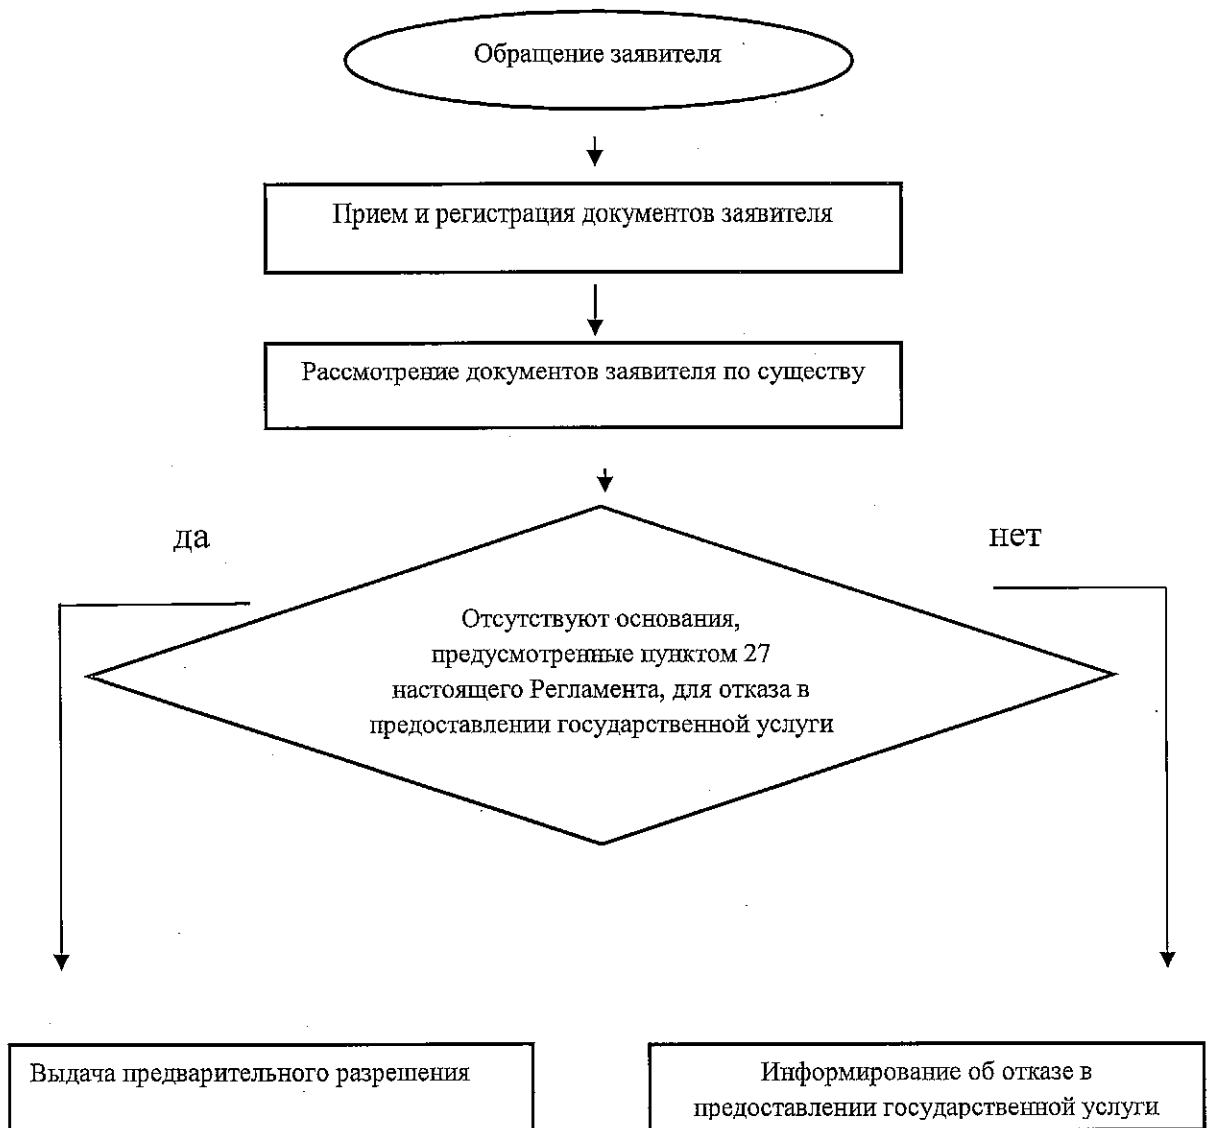 Обращение заявителя
Прием и регистрация документов заявителя
Рассмотрение документов заявителя по существу
да
нет
Отсутствуют основания,
предусмотренные пунктом 27
настоящего Регламента, для отказа в
предоставлении государственной услуги
Выдача предварительного разрешения
Информирование об отказе в
предоставлении государственной услуги